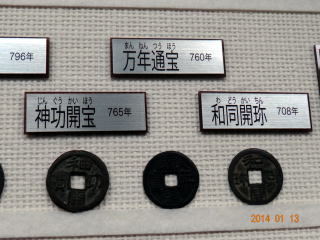 796年
まん ねん つう ほう
万年通宝 760年
じん ぐう かい ほう
神功開宝 765年
わ どう かい ちん
和同開珎 708年
2014 01 13